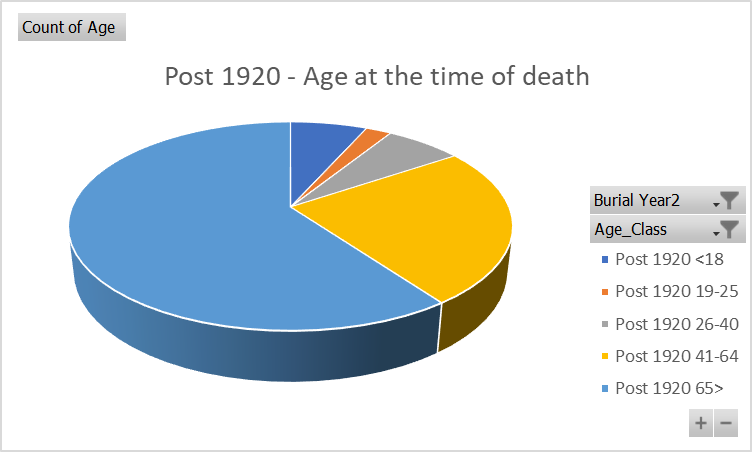 Count of Age
Post 1920 - Age at the time of death
Burial Year2
Age_Class
Post 1920 <18
Post 1920 19-25
Post 1920 26-40
Post 1920 41-64
Post 1920 65>
+ −